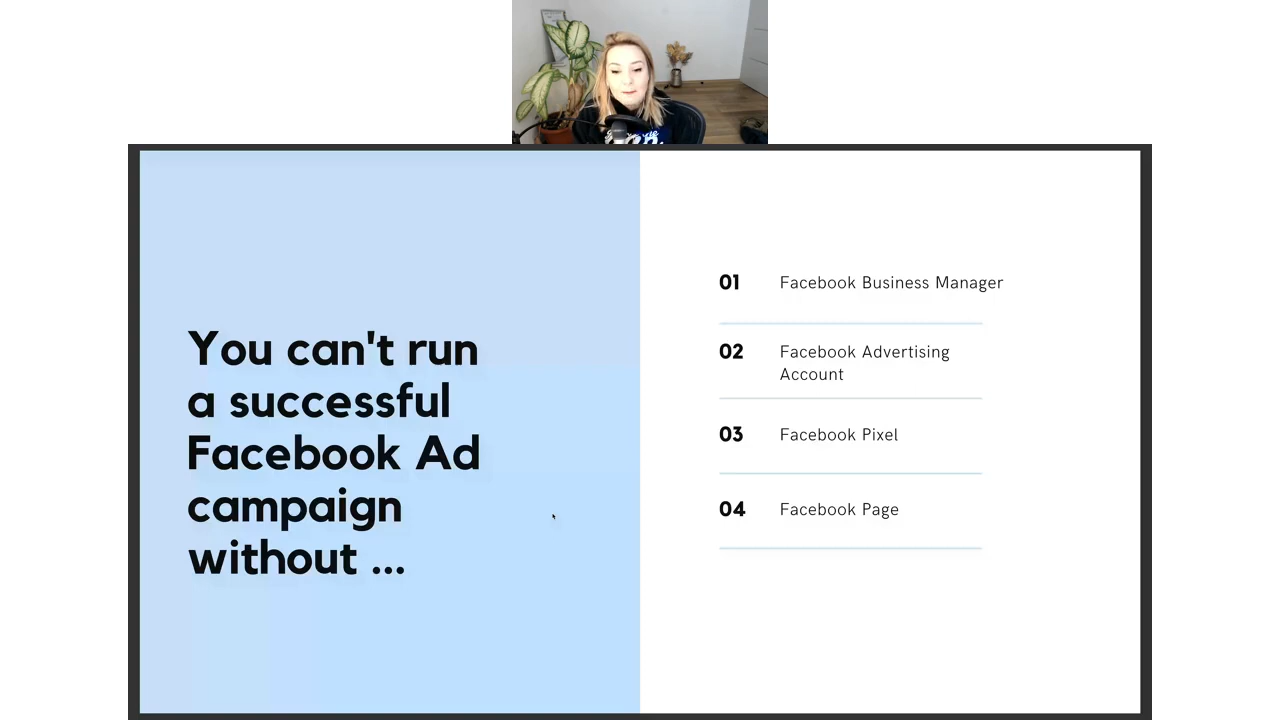 You can't run
a successful
Facebook Ad
campaign
without ...
01 Facebook Business Manager
02 Facebook Advertising
Account
03 Facebook Pixel
04 Facebook Page